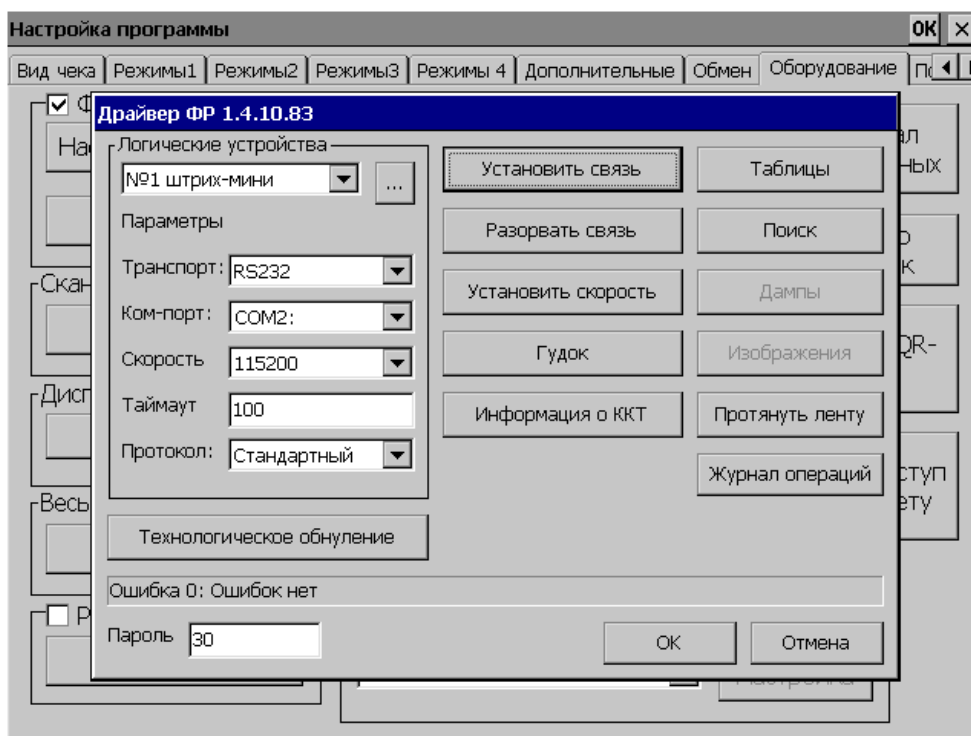 Настройка программы OK ×
Вид чека Режимы1 Режимы2 Режимы3 Режимы 4 Дополнительные Обмен Оборудование
Драйвер ФР 1.4.10.83
Логические устройства
№1 штрих-мини ...
Параметры
Транспорт: RS232
Ком-порт: COM2:
Скорость 115200
Таймаут 100
Протокол: Стандартный
Технологическое обнуление
Установить связь Таблицы
Разорвать связь Поиск
Установить скорость Дампы
Гудок Изображения
Информация о ККТ Протянуть ленту
Журнал операций
Ошибка 0: Ошибок нет
Пароль 30 OK Отмена
QR-